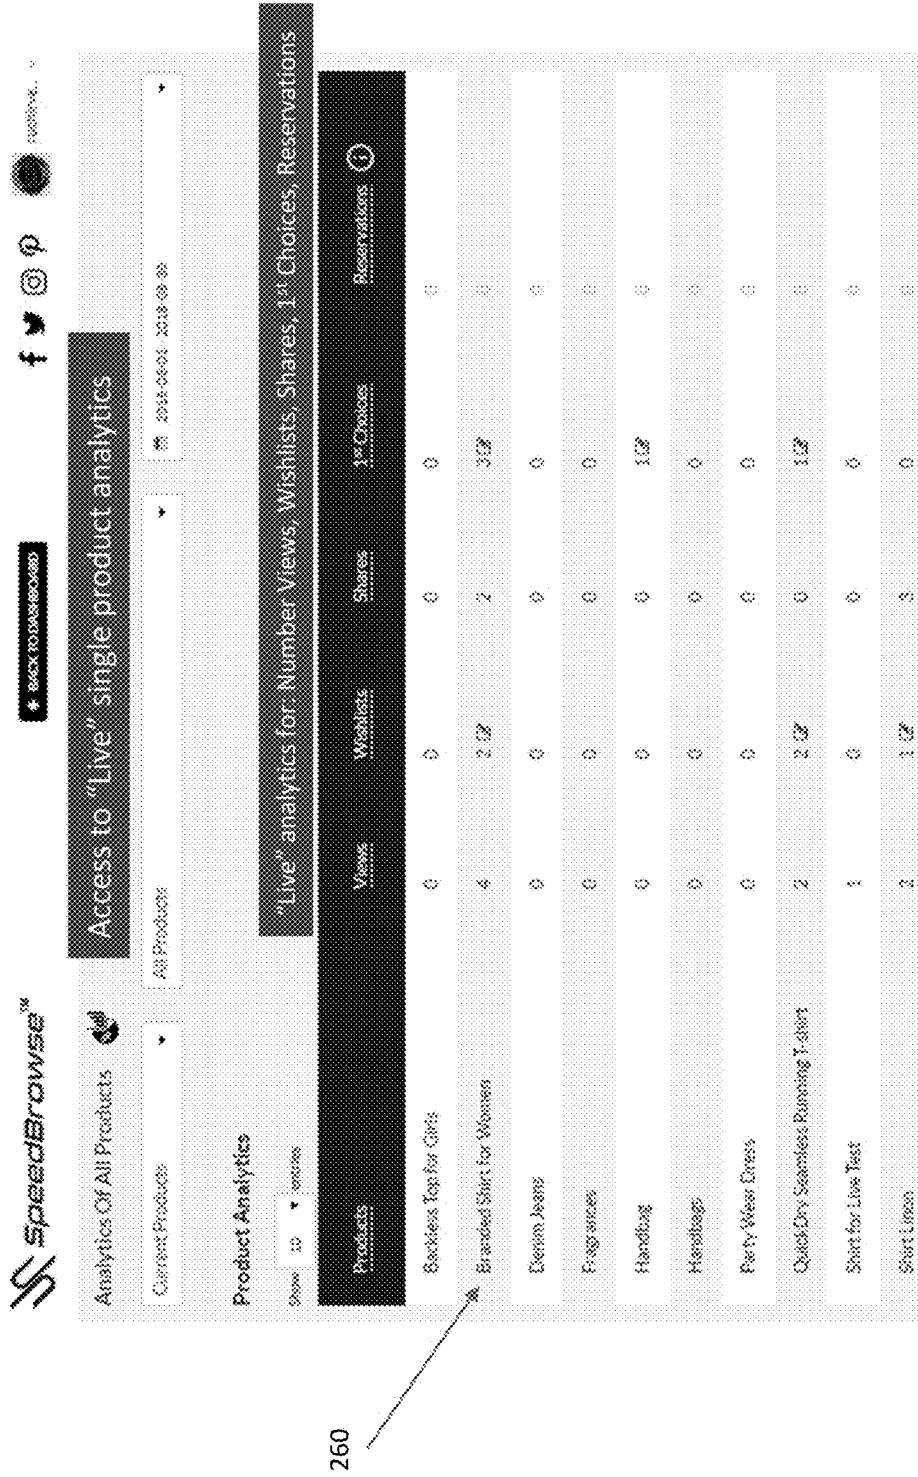 SpeedBrowse℠
← BACK TO DASHBOARD
Analytics Of All Products
Access to "Live" single product analytics
Current Products
All Products
Product Analytics
Show 10 entries
"Live" analytics for: Number Views, Wishlists, Shares, 1st Choices, Reservations
Products Views Wishlists Shares 1st Choices Reservations
Backless Top for Girls 0 0 0 0 0
Branded Shirt for Women 4 2 2 3 0
Denim Jeans 0 0 0 0 0
Fragrances 0 0 0 0 0
Handbag 0 0 0 1 0
Handbags 0 0 0 0 0
Party Wear Dress 0 0 0 0 0
QuickDry Seamless Running T-shirt 2 2 0 1 0
Shirt for Live Test 1 0 0 0 0
Shirt Linen 2 1 3 0 0
260